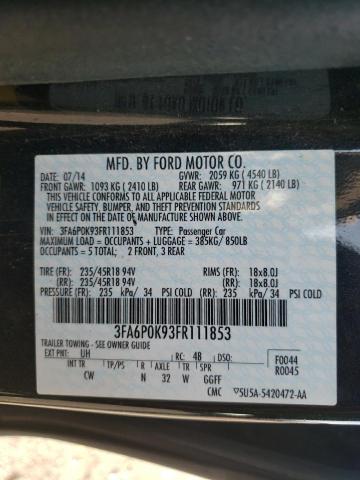 MFD. BY FORD MOTOR CO.
DATE: 07/14 GVWR: 2059 KG (4540 LB)
FRONT GAWR: 1093 KG (2410 LB) REAR GAWR: 971 KG (2140 LB)
THIS VEHICLE CONFORMS TO ALL APPLICABLE FEDERAL MOTOR
VEHICLE SAFETY, BUMPER, AND THEFT PREVENTION STANDARDS
IN EFFECT ON THE DATE OF MANUFACTURE SHOWN ABOVE.
VIN: 3FA6P0K93FR111853 TYPE: Passenger Car
MAXIMUM LOAD = OCCUPANTS + LUGGAGE = 385KG/ 850LB
OCCUPANTS = 5 TOTAL; 2 FRONT, 3 REAR
TIRE (FR): 235/45R18 94V RIMS (FR): 18x8.0J
(RR): 235/45R18 94V (RR): 18x8.0J
PRESSURE (FR): 235 kPa/ 34 PSI COLD (RR): 235 kPa/ 34 PSI COLD
3FA6P0K93FR111853
TRAILER TOWING - SEE OWNER GUIDE
EXT PNT: UH RC: 48 DSO: F0044
INT TR TP/PS R AXLE TR SPR R0045
CW N 32 W GGFF
CMC SU5A-5420472-AA